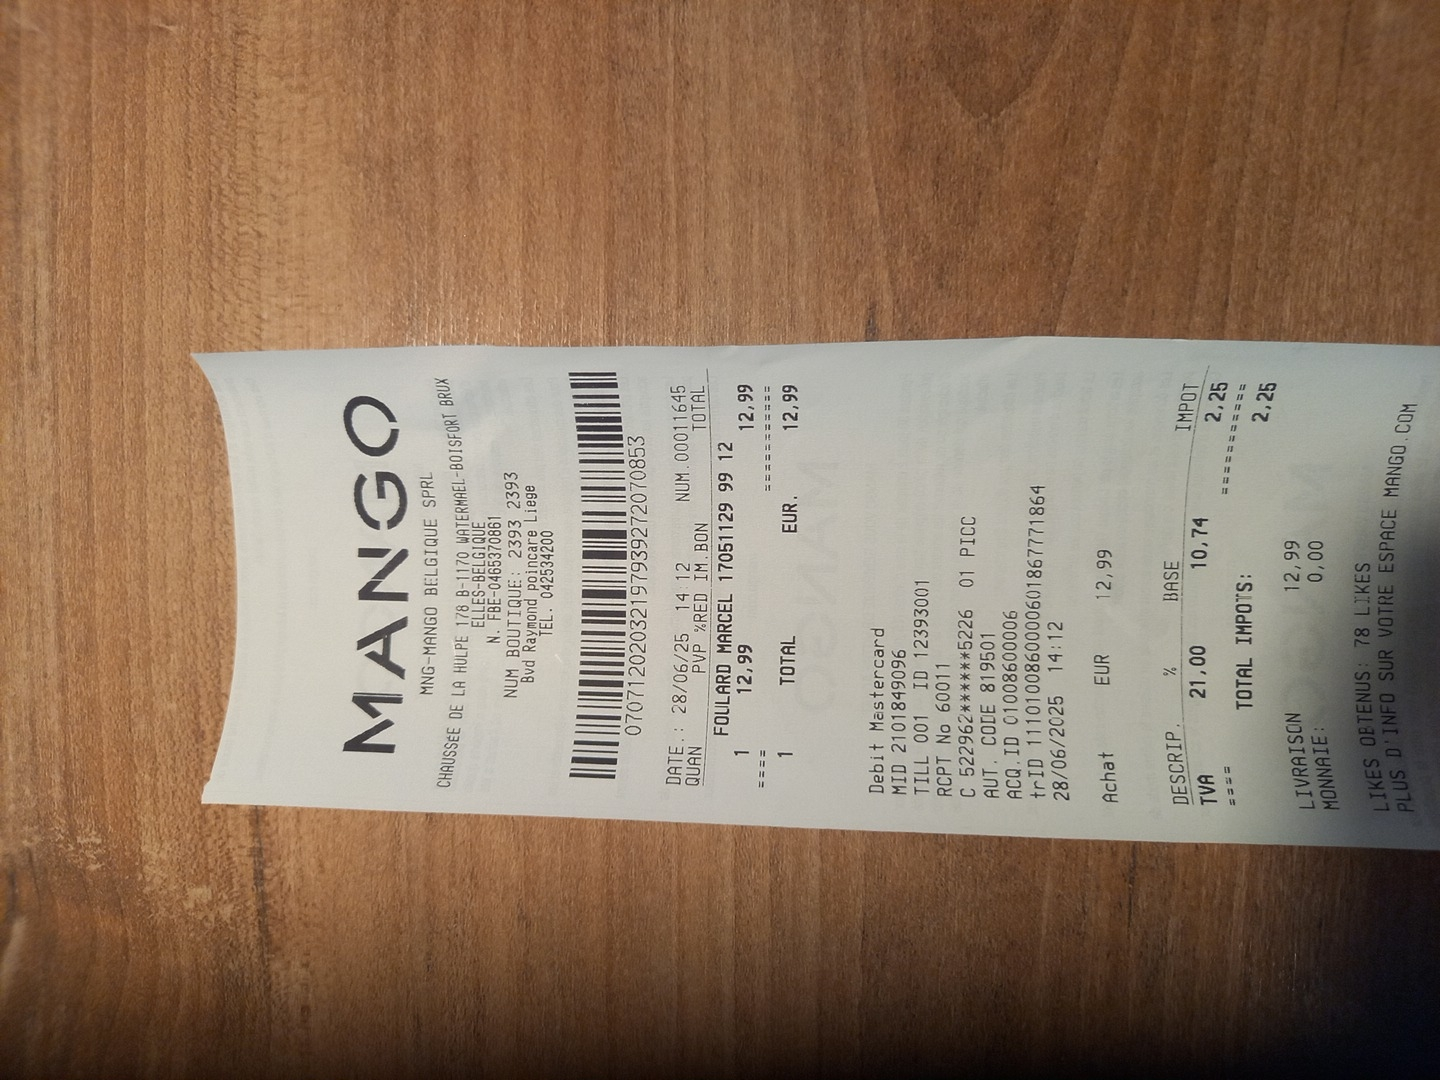 MANGO
MNG-MANGO BELGIQUE SPRL
CHAUSSÉE DE LA HULPE 178 B-1170 WATERMAEL-BOISFORT BRUX
ELLES-BELGIQUE
N. FBE-0465370861
NUM BOUTIQUE: 2393 2393
Bvd Raymond poincare Liege
TEL. 042534200
07071202032197939272070853
DATE.: 28/06/25 14 12 NUM.00011645
QUAN PVP %RED IM.BON TOTAL
FOULARD MARCEL 17051129 99 12
1 12,99 12,99
==== ===========
1 TOTAL EUR. 12,99
Debit Mastercard
MID 2101849096
TILL 001 ID 12393001
RCPT No 60011
C 522962******5226 01 PICC
AUT. CODE 819501
ACQ.ID 01008600006
trID 1110100860000601867771864
28/06/2025 14:12
Achat EUR 12,99
DESCRIP. % BASE IMPOT
TVA 21,00 10,74 2,25
==== ===========
TOTAL IMPOTS: 2,25
LIVRAISON 12,99
MONNAIE: 0,00
LIKES OBTENUS: 78 LIKES
PLUS D'INFO SUR VOTRE ESPACE MANGO.COM